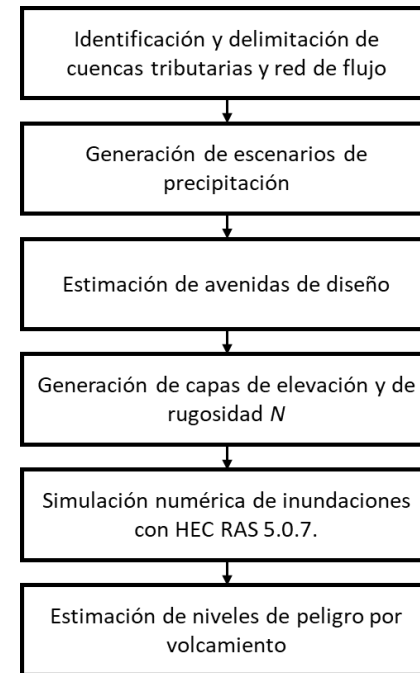 Identificación y delimitación de
cuencas tributarias y red de flujo
Generación de escenarios de
precipitación
Estimación de avenidas de diseño
Generación de capas de elevación y de
rugosidad N
Simulación numérica de inundaciones
con HEC RAS 5.0.7.
Estimación de niveles de peligro por
volcamiento